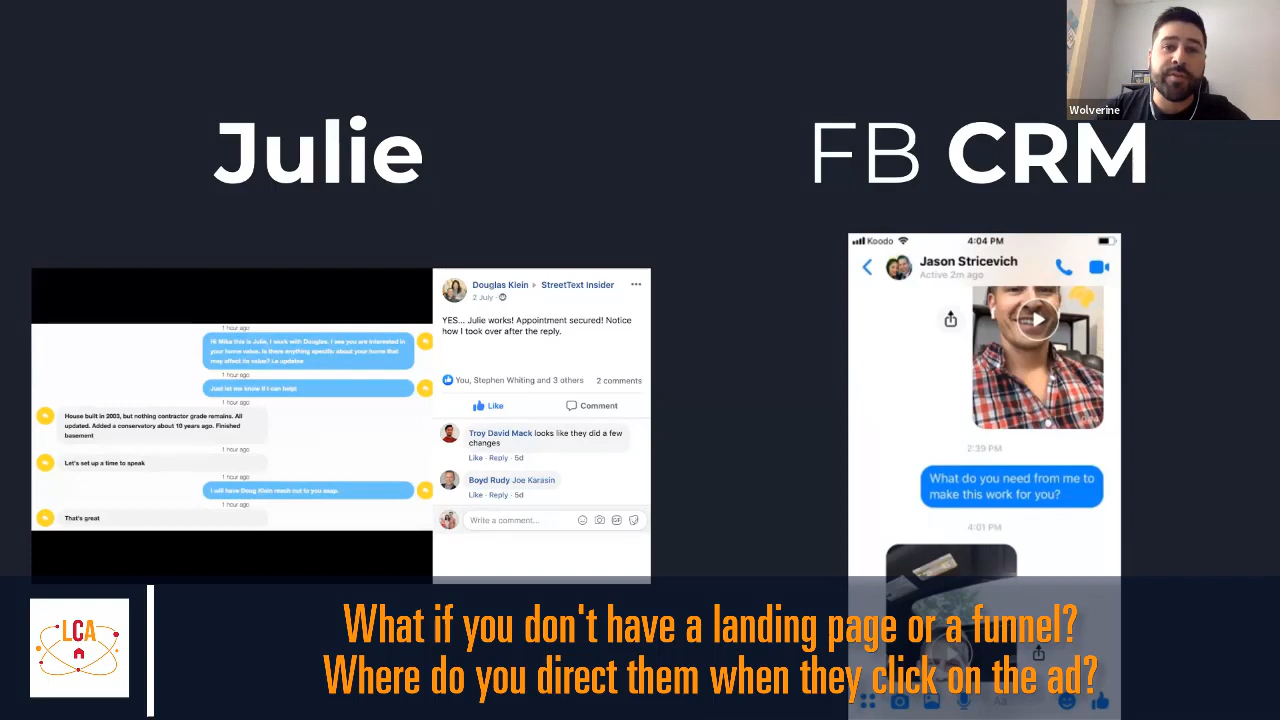 Wolverine
Julie
FB CRM
1 hour ago
Hi Mike this is Julie, I work with Douglas. I see you are interested in
your home value. Is there anything specific about your home that
may effect its value? I.e updates
1 hour ago
Just let me know if I can help!
1 hour ago
House built in 2003, but nothing contractor grade remains. All
updated. Added a conservatory about 10 years ago. Finished
basement
1 hour ago
Let's set up a time to speak
1 hour ago
I will have Doug Klein reach out to you asap.
1 hour ago
That's great
Douglas Klein ▸ StreetText Insider
2 July ·
YES... Julie works! Appointment secured! Notice
how I took over after the reply.
You, Stephen Whiting and 3 others 2 comments
Like Comment
Troy David Mack looks like they did a few
changes
Like · Reply · 5d
Boyd Rudy Joe Karasin
Like · Reply · 5d
Write a comment...
GIF
Koodo 4:04 PM
Jason Stricevich
Active 2m ago
2:39 PM
What do you need from me to
make this work for you?
4:01 PM
Aa
LCA
What if you don't have a landing page or a funnel?
Where do you direct them when they click on the ad?